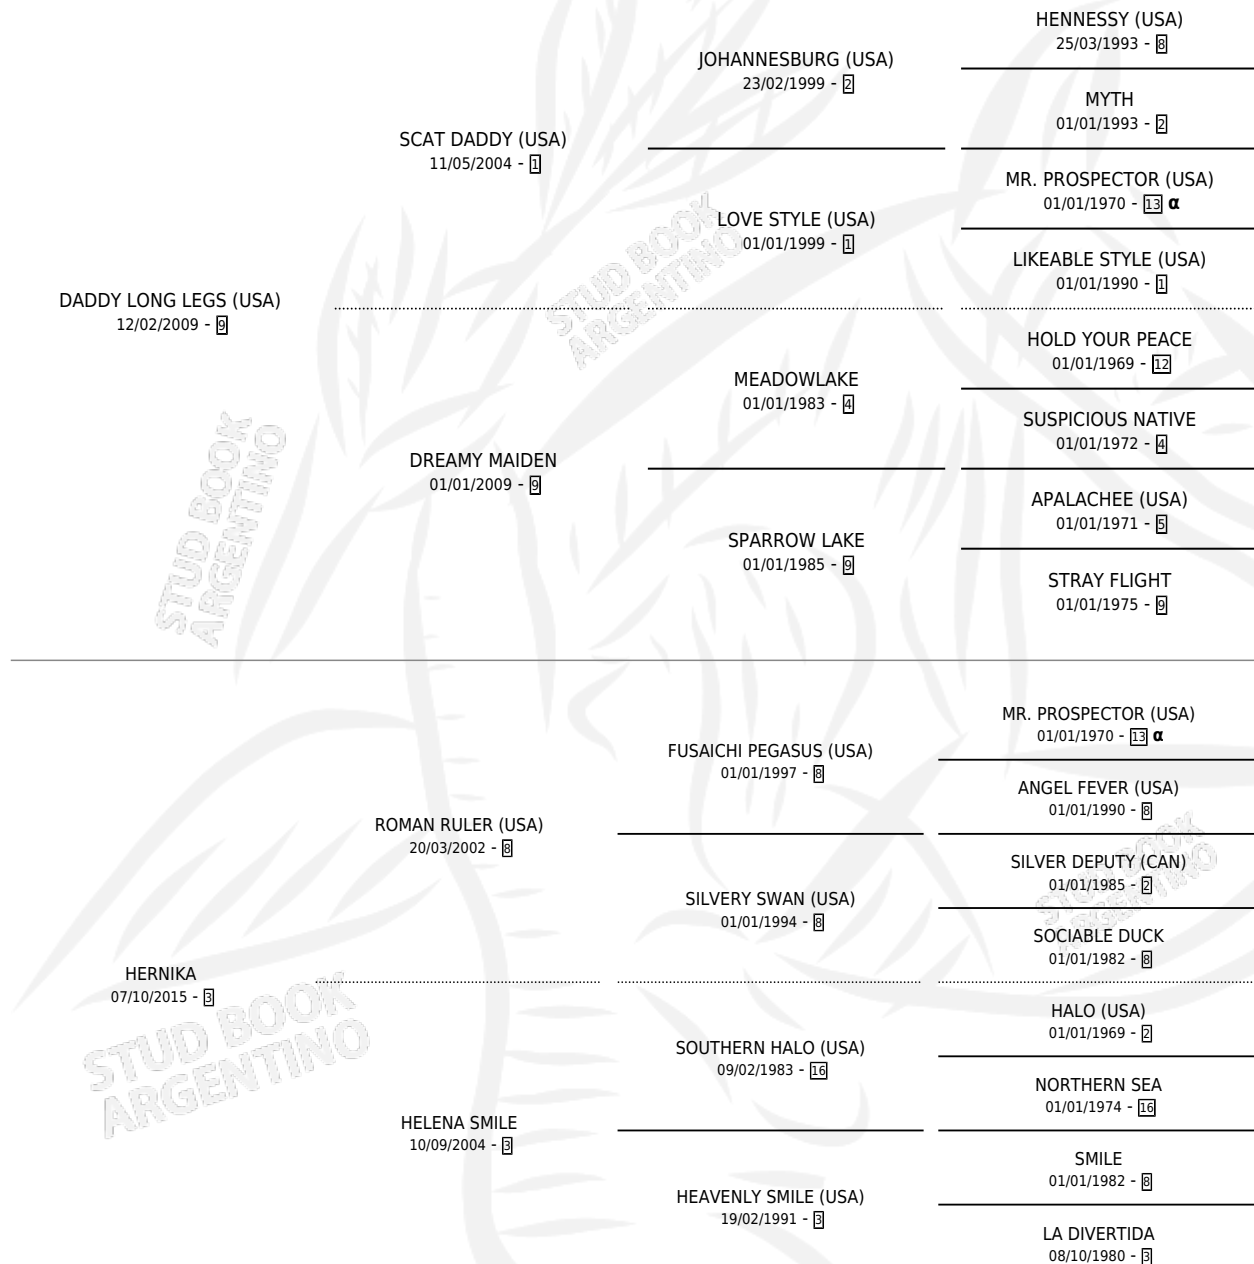 HENNESSY (USA)
25/03/1993 - 8
JOHANNESBURG (USA)
23/02/1999 - 2
MYTH
01/01/1993 - 2
SCAT DADDY (USA)
11/05/2004 - 1
MR. PROSPECTOR (USA)
01/01/1970 - 13 α
LOVE STYLE (USA)
01/01/1999 - 1
LIKEABLE STYLE (USA)
01/01/1990 - 1
DADDY LONG LEGS (USA)
12/02/2009 - 9
HOLD YOUR PEACE
01/01/1969 - 12
MEADOWLAKE
01/01/1983 - 4
SUSPICIOUS NATIVE
01/01/1972 - 4
DREAMY MAIDEN
01/01/2009 - 9
APALACHEE (USA)
01/01/1971 - 5
SPARROW LAKE
01/01/1985 - 9
STRAY FLIGHT
01/01/1975 - 9
MR. PROSPECTOR (USA)
01/01/1970 - 13 α
FUSAICHI PEGASUS (USA)
01/01/1997 - 8
ANGEL FEVER (USA)
01/01/1990 - 8
ROMAN RULER (USA)
20/03/2002 - 8
SILVER DEPUTY (CAN)
01/01/1985 - 2
SILVERY SWAN (USA)
01/01/1994 - 8
SOCIABLE DUCK
01/01/1982 - 8
HERNIKA
07/10/2015 - 3
HALO (USA)
01/01/1969 - 2
SOUTHERN HALO (USA)
09/02/1983 - 16
NORTHERN SEA
01/01/1974 - 16
HELENA SMILE
10/09/2004 - 3
SMILE
01/01/1982 - 8
HEAVENLY SMILE (USA)
19/02/1991 - 3
LA DIVERTIDA
08/10/1980 - 3
STUD BOOK
ARGENTINO
STUD BOOK
ARGENTINO
STUD BOOK
ARGENTINO
STUD BOOK
ARGENTINO